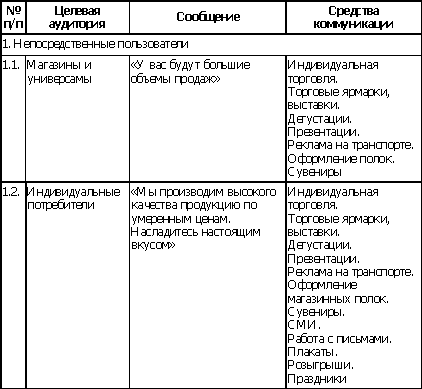 № п/п
Целевая аудитория
Сообщение
Средства коммуникации
1. Непосредственные пользователи
1.1.
Магазины и
универсамы
«У вас будут большие
объемы продаж»
Индивидуальная
торговля.
Торговые ярмарки,
выставки.
Дегустации.
Презентации.
Реклама на транспорте.
Оформление полок.
Сувениры
1.2.
Индивидуальные
потребители
«Мы производим высокого
качества продукцию по
умеренным ценам.
Насладитесь настоящим
вкусом»
Индивидуальная
торговля.
Торговые ярмарки,
выставки.
Дегустации.
Презентации.
Реклама на транспорте.
Оформление
магазинных полок.
Сувениры.
СМИ.
Работа с письмами.
Плакаты.
Розыгрыши.
Праздники